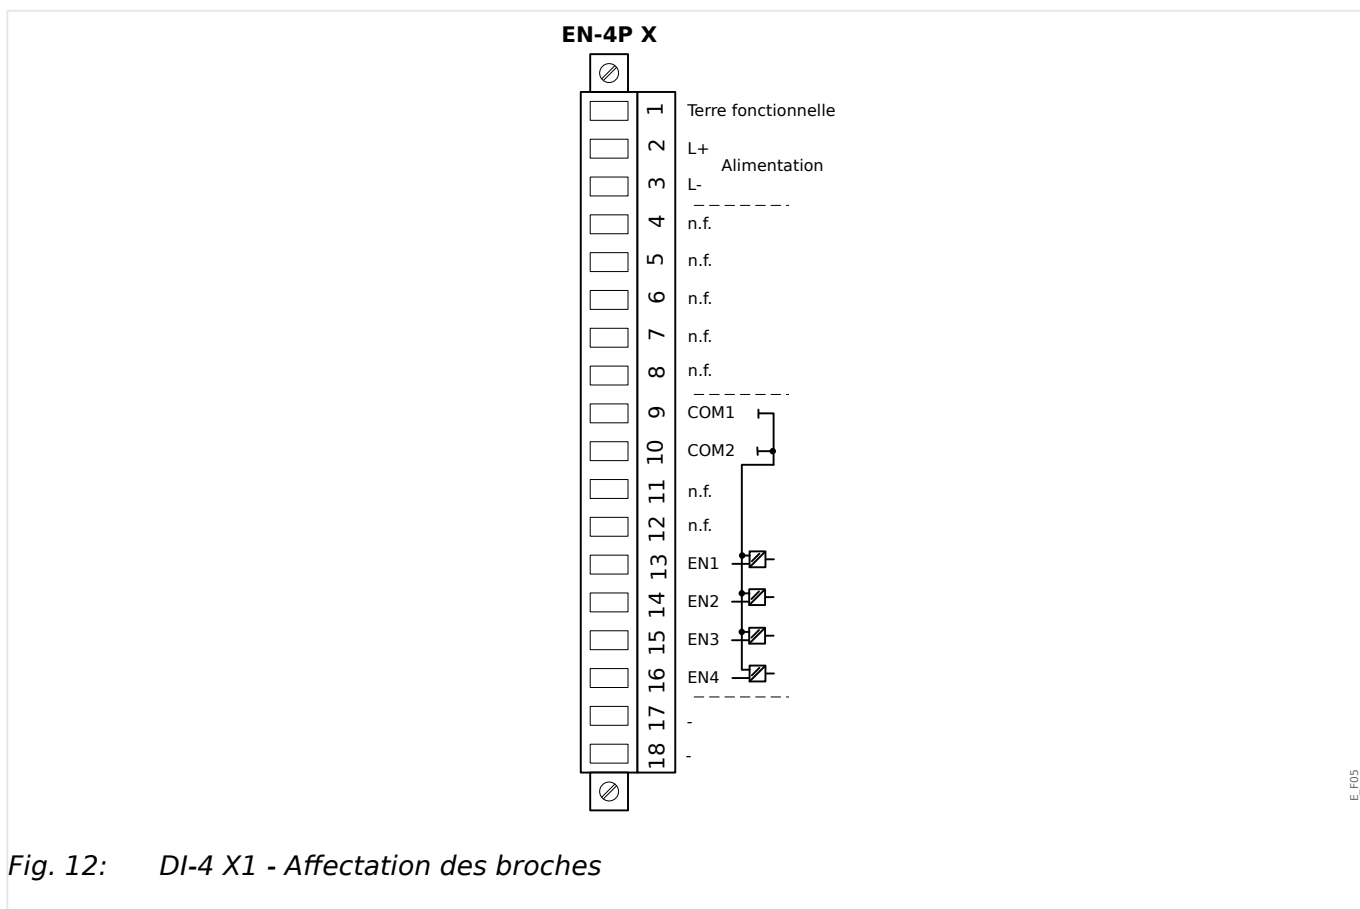 EN-4P X
1 Terre fonctionnelle
2 L+
Alimentation
3 L-
4 n.f.
5 n.f.
6 n.f.
7 n.f.
8 n.f.
9 COM1
10 COM2
11 n.f.
12 n.f.
13 EN1
14 EN2
15 EN3
16 EN4
17 -
18 -
E_F05
Fig. 12: DI-4 X1 - Affectation des broches